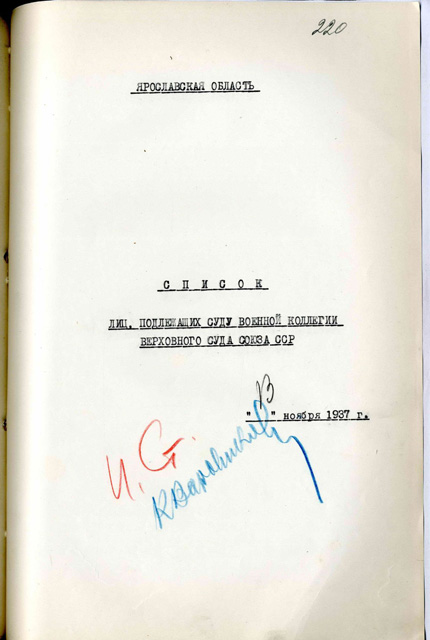 220
ЯРОСЛАВСКАЯ ОБЛАСТЬ
С П И С О К
ЛИЦ, ПОДЛЕЖАЩИХ СУДУ ВОЕННОЙ КОЛЛЕГИИ
ВЕРХОВНОГО СУДА СОЮЗА ССР
"13" ноября 1937 г.
И. Ст.
К Ворошилов